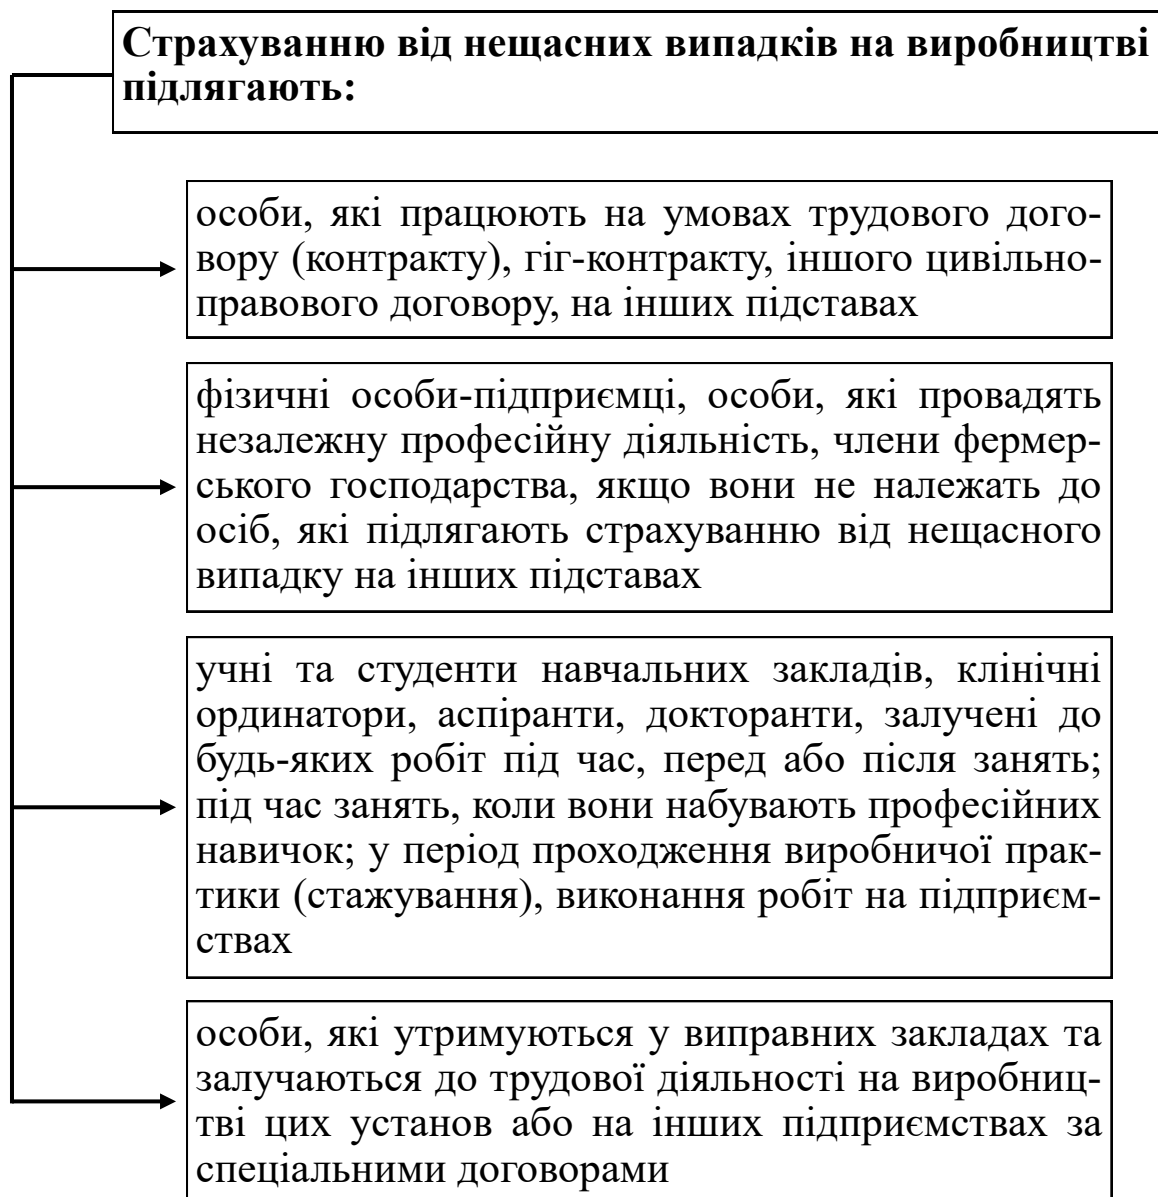 Страхуванню від нещасних випадків на виробництві
підлягають:
особи, які працюють на умовах трудового дого-
вору (контракту), гіг-контракту, іншого цивільно-
правового договору, на інших підставах
фізичні особи-підприємці, особи, які провадять
незалежну професійну діяльність, члени фермер-
ського господарства, якщо вони не належать до
осіб, які підлягають страхуванню від нещасного
випадку на інших підставах
учні та студенти навчальних закладів, клінічні
ординатори, аспіранти, докторанти, залучені до
будь-яких робіт під час, перед або після занять;
під час занять, коли вони набувають професійних
навичок; у період проходження виробничої прак-
тики (стажування), виконання робіт на підприєм-
ствах
особи, які утримуються у виправних закладах та
залучаються до трудової діяльності на виробниц-
тві цих установ або на інших підприємствах за
спеціальними договорами